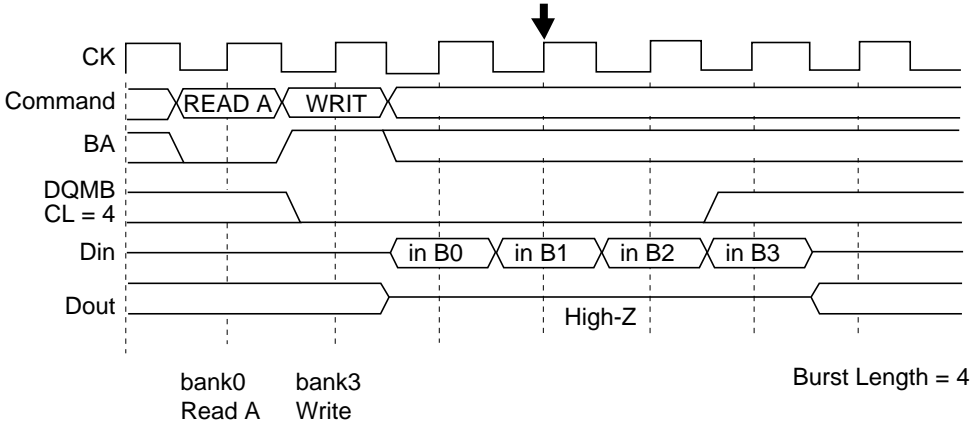 CK
Command READ A WRIT
BA
DQMB
CL = 4
Din in B0 in B1 in B2 in B3
Dout High-Z
bank0 bank3 Burst Length = 4
Read A Write